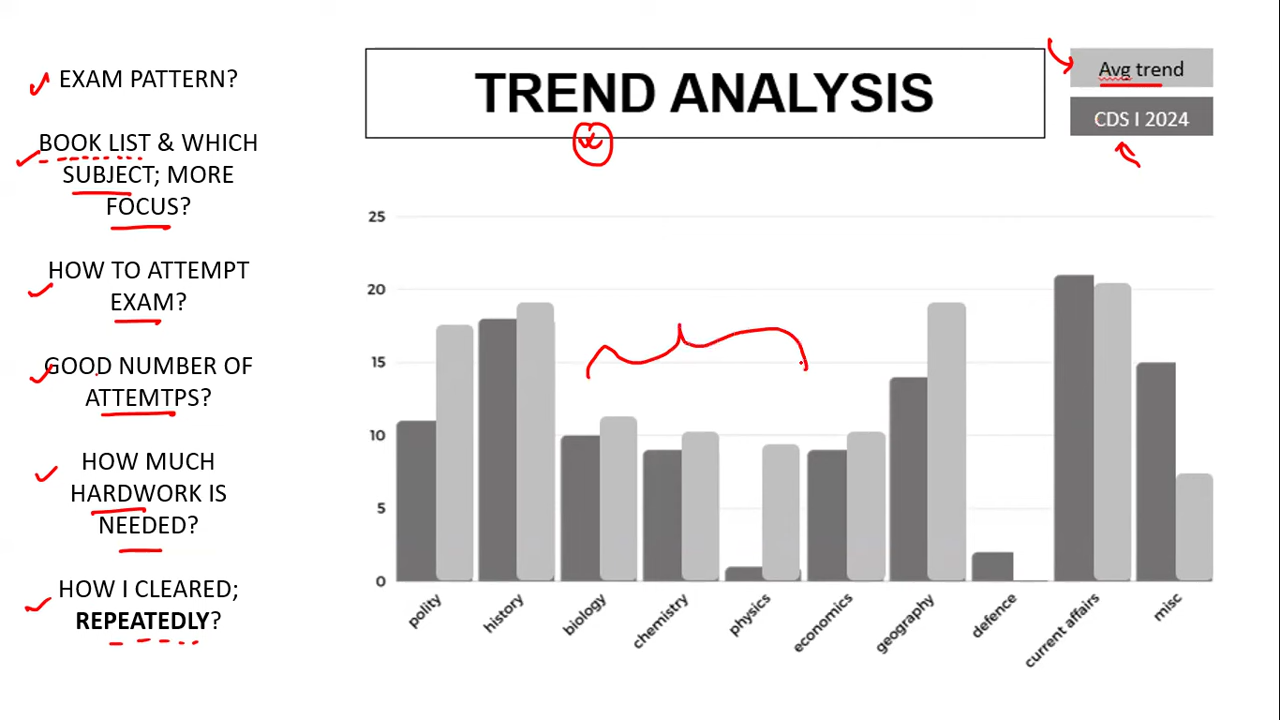 EXAM PATTERN?
BOOK LIST & WHICH
SUBJECT; MORE
FOCUS?
HOW TO ATTEMPT
EXAM?
GOOD NUMBER OF
ATTEMTPS?
HOW MUCH
HARDWORK IS
NEEDED?
HOW I CLEARED;
REPEATEDLY?
TREND ANALYSIS
Avg trend
CDS I 2024
25
20
15
10
5
0
polity
history
biology
chemistry
physics
economics
geography
defence
current affairs
misc